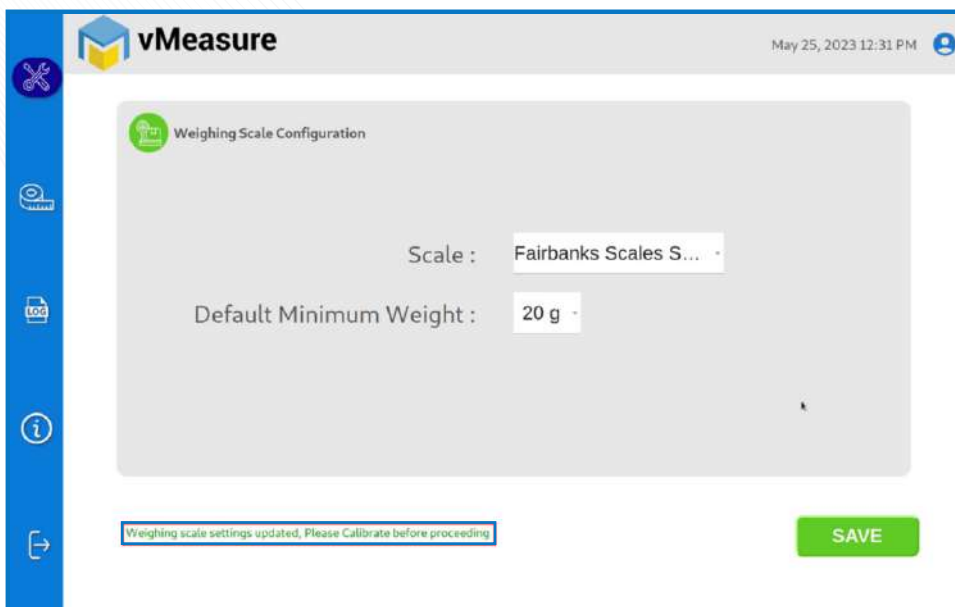 vMeasure
May 25, 2023 12:31 PM
Weighing Scale Configuration
Scale : Fairbanks Scales S...
Default Minimum Weight : 20 g
LOG
Weighing scale settings updated, Please Calibrate before proceeding
SAVE